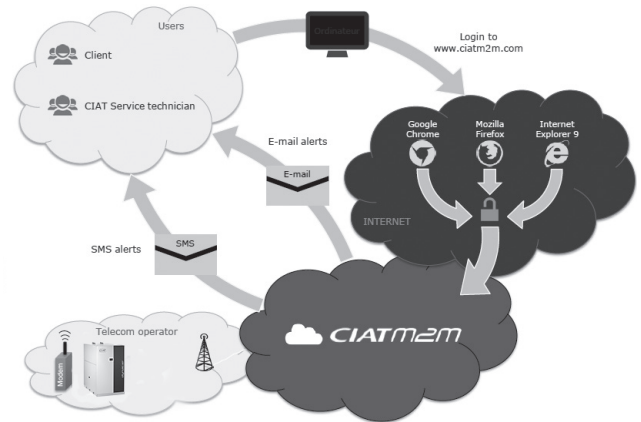 Users
Client
CIAT Service technician
Ordinateur
Login to
www.ciatm2m.com
Google
Chrome
Mozilla
Firefox
Internet
Explorer 9
INTERNET
E-mail alerts
E-mail
SMS alerts
SMS
Telecom operator
Modem
CIATM2M